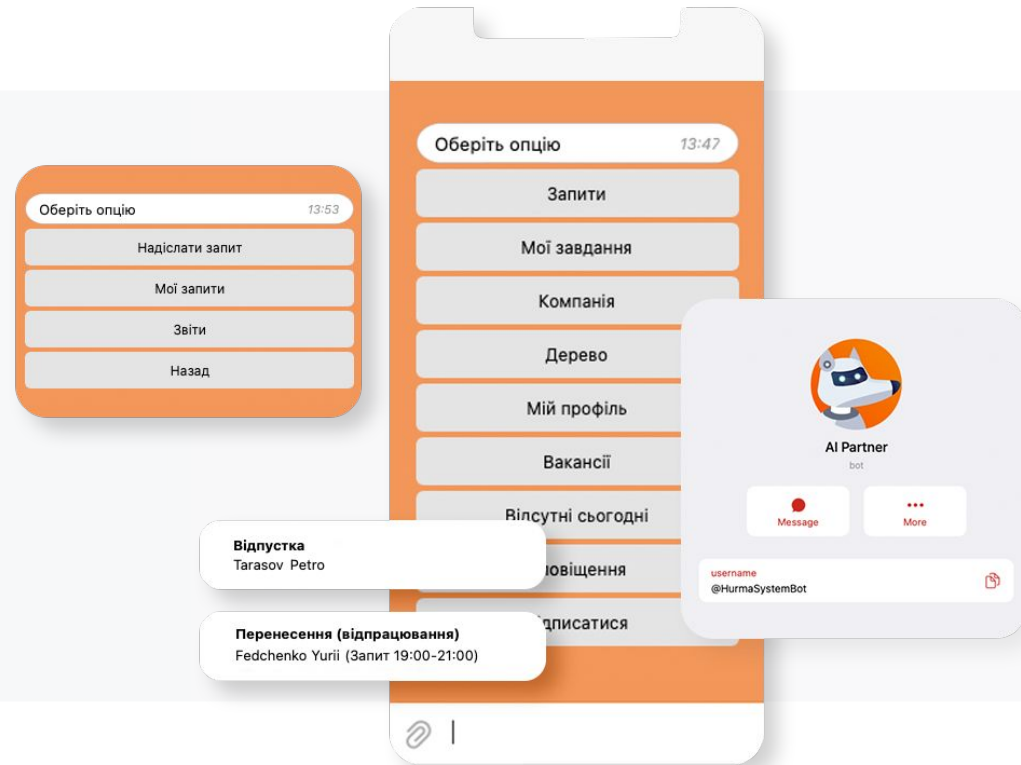 Оберіть опцію 13:53
Надіслати запит
Мої запити
Звіти
Назад
Оберіть опцію 13:47
Запити
Мої завдання
Компанія
Дерево
Мій профіль
Вакансії
Відсутні сьогодні
Відпустка
Tarasov Petro
Перенесення (відпрацювання)
Fedchenko Yurii (Запит 19:00-21:00)
AI Partner
bot
Message
More
username
@HurmaSystemBot